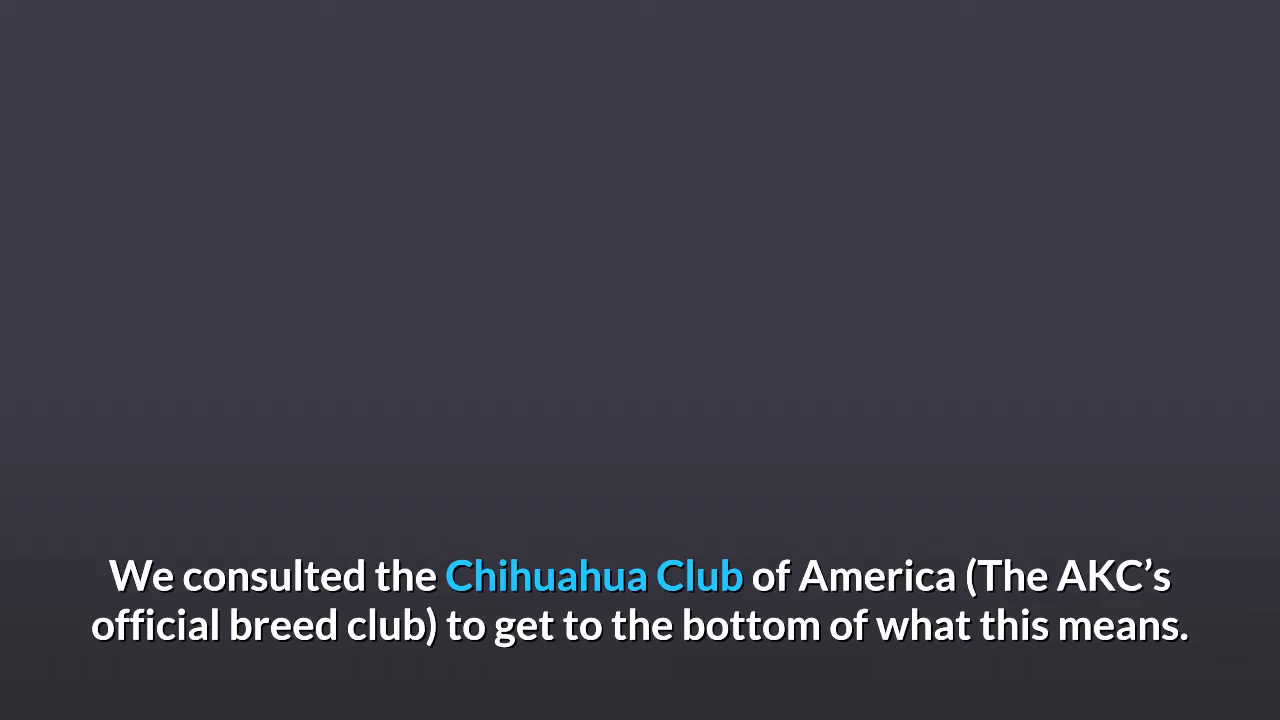 We consulted the Chihuahua Club of America (The AKC’s
official breed club) to get to the bottom of what this means.